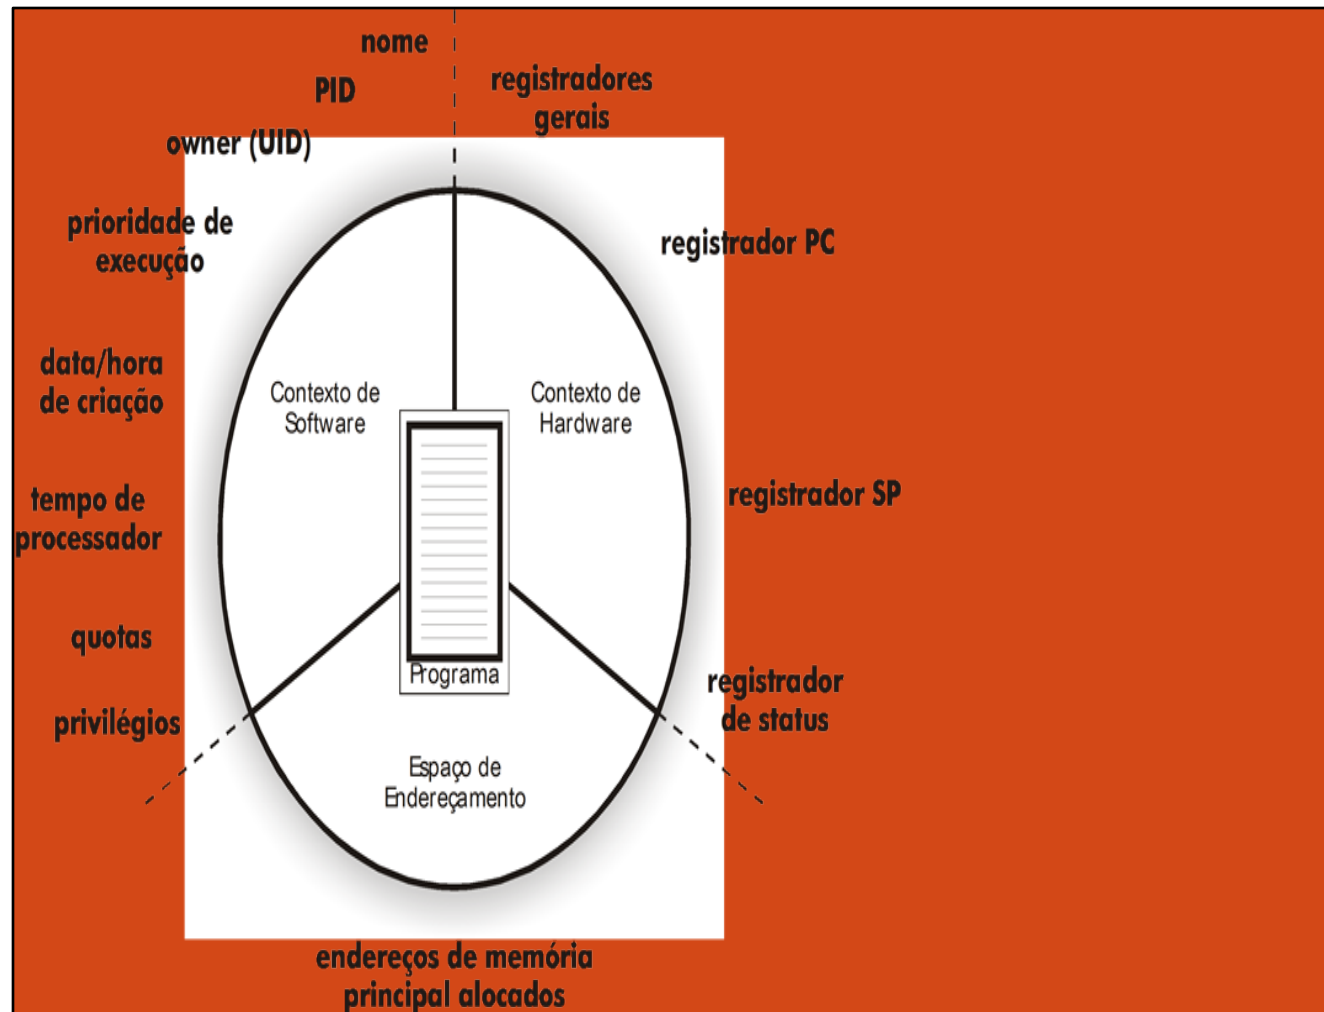 nome
PID
owner (UID)
prioridade de
execução
data/hora
de criação
tempo de
processador
quotas
privilégios
registradores
gerais
registrador PC
registrador SP
registrador
de status
Contexto de
Software
Contexto de
Hardware
Programa
Espaço de
Endereçamento
endereços de memória
principal alocados